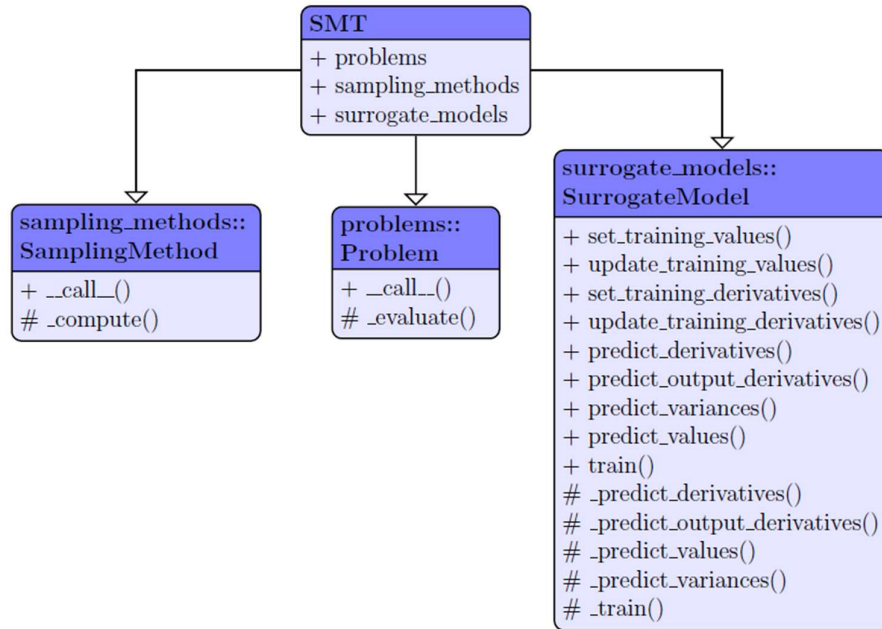 SMT
+ problems
+ sampling_methods
+ surrogate_models
sampling_methods::
SamplingMethod
+ __call__()
# _compute()
problems::
Problem
+ __call__()
# _evaluate()
surrogate_models::
SurrogateModel
+ set_training_values()
+ update_training_values()
+ set_training_derivatives()
+ update_training_derivatives()
+ predict_derivatives()
+ predict_output_derivatives()
+ predict_variances()
+ predict_values()
+ train()
# _predict_derivatives()
# _predict_output_derivatives()
# _predict_values()
# _predict_variances()
# _train()